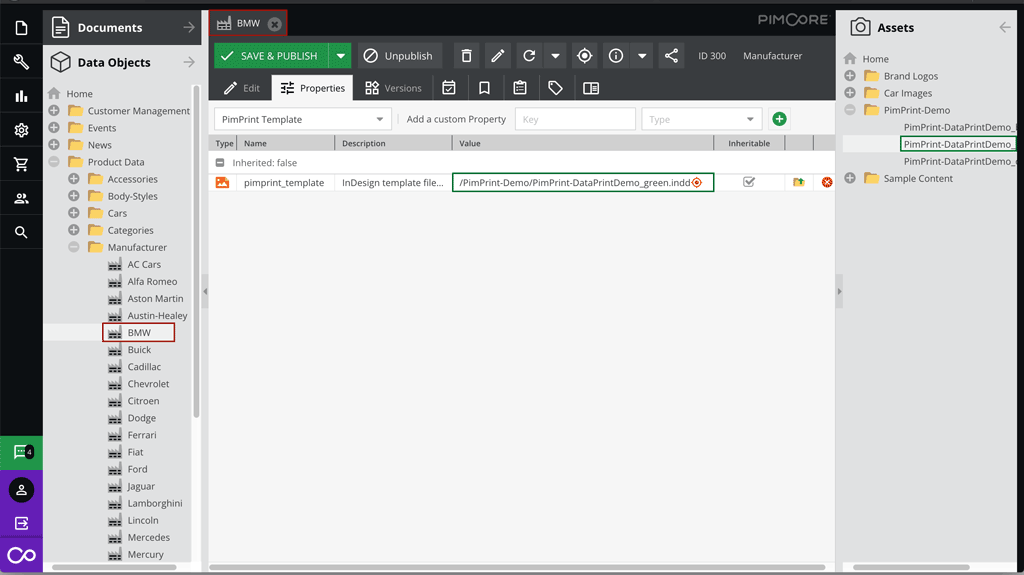 Documents
Data Objects
Home
Customer Management
Events
News
Product Data
Accessories
Body-Styles
Cars
Categories
Manufacturer
AC Cars
Alfa Romeo
Aston Martin
Austin-Healey
BMW
Buick
Cadillac
Chevrolet
Citroen
Dodge
Ferrari
Fiat
Ford
Jaguar
Lamborghini
Lincoln
Mercedes
Mercury
4
BMW
PIMCORE
SAVE & PUBLISH
Unpublish
ID 300
Manufacturer
Edit
Properties
Versions
PimPrint Template
Add a custom Property
Key
Type
Type Name Description Value Inheritable
Inherited: false
pimprint_template InDesign template file... /PimPrint-Demo/PimPrint-DataPrintDemo_green.indd
Assets
Home
Brand Logos
Car Images
PimPrint-Demo
PimPrint-DataPrintDemo_
PimPrint-DataPrintDemo_
PimPrint-DataPrintDemo_
Sample Content